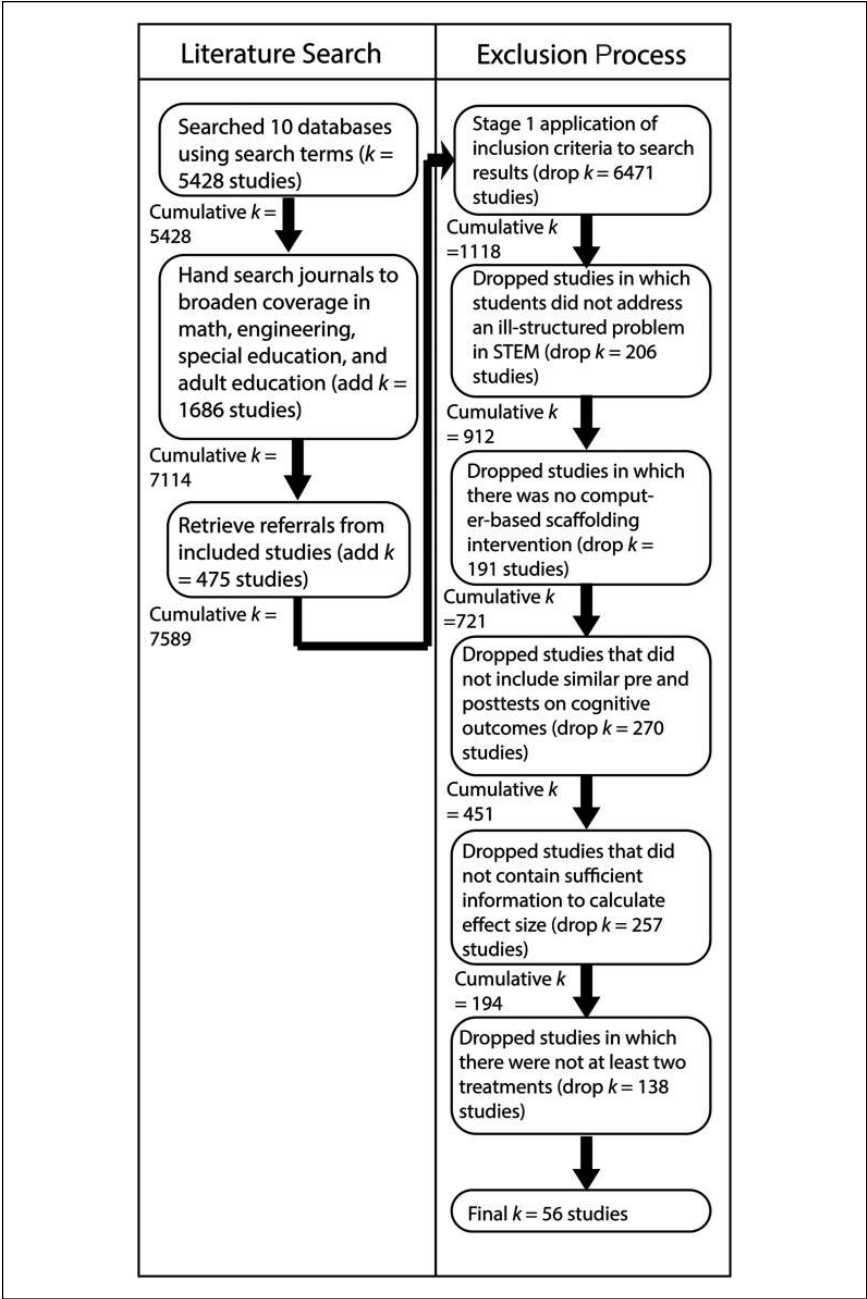 Literature Search
Searched 10 databases
using search terms (k =
5428 studies)
Cumulative k =
5428
Hand search journals to
broaden coverage in
math, engineering,
special education, and
adult education (add k =
1686 studies)
Cumulative k =
7114
Retrieve referrals from
included studies (add k
= 475 studies)
Cumulative k =
7589
Exclusion Process
Stage 1 application of
inclusion criteria to search
results (drop k = 6471
studies)
Cumulative k
=1118
Dropped studies in which
students did not address
an ill-structured problem
in STEM (drop k = 206
studies)
Cumulative k
= 912
Dropped studies in which
there was no comput-
er-based scaffolding
intervention (drop k =
191 studies)
Cumulative k
=721
Dropped studies that did
not include similar pre and
posttests on cognitive
outcomes (drop k = 270
studies)
Cumulative k
= 451
Dropped studies that did
not contain sufficient
information to calculate
effect size (drop k = 257
studies)
Cumulative k
= 194
Dropped studies in which
there were not at least two
treatments (drop k = 138
studies)
Final k = 56 studies